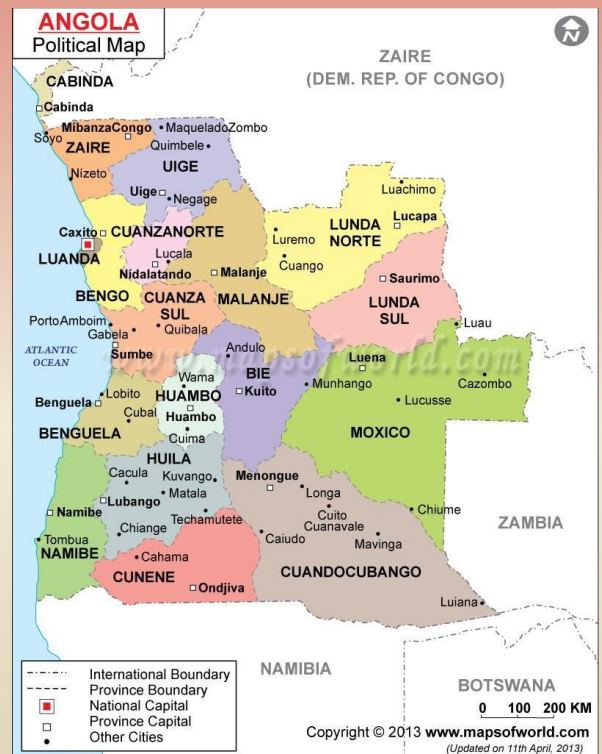 ANGOLA
Political Map
ZAIRE
(DEM. REP. OF CONGO)
CABINDA
Cabinda
Soyo
MibanzaCongo
MaqueladoZombo
Quimbele
ZAIRE
UIGE
Nizeto
Uige
Negage
Luachimo
LUNDA
NORTE
Lucapa
Luremo
Cuango
Caxito
CUANZANORTE
LUANDA
Lucala
Nidalatando
Malanje
Saurimo
BENGO
CUANZA
SUL
MALANJE
LUNDA
SUL
PortoAmboim
Gabela
Quibala
Luau
Sumbe
ATLANTIC
OCEAN
www.mapsofworld.com
Andulo
BIE
Luena
Wama
Munhango
Cazombo
HUAMBO
Kuito
Lucusse
Benguela
Lobito
Cubal
Huambo
BENGUELA
Cuima
MOXICO
HUILA
Cacula
Kuvango
Menongue
Matala
Longa
Lubango
Cuito
Cuanavale
Chiume
Namibe
Techamutete
Chiange
Caiudo
Mavinga
ZAMBIA
Tombua
NAMIBE
Cahama
CUNENE
Ondjiva
CUANDOCUBANGO
Luiana
NAMIBIA
BOTSWANA
International Boundary
Province Boundary
National Capital
Province Capital
Other Cities
0 100 200 KM
Copyright © 2013 www.mapsofworld.com
(Updated on 11th April, 2013)